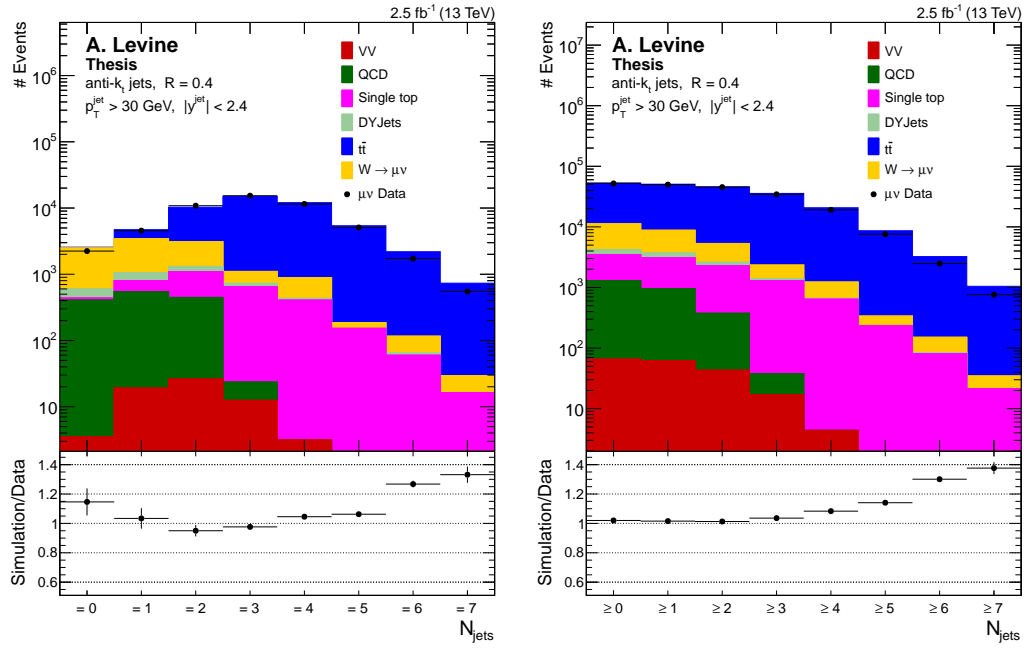 2.5 fb⁻¹ (13 TeV)
A. Levine
Thesis
anti-kₜ jets, R = 0.4
p_T^jet > 30 GeV, |y^jet| < 2.4
VV
QCD
Single top
DYJets
tt̄
W → μν
μν Data
# Events
10⁶
10⁵
10⁴
10³
10²
10
Simulation/Data
1.4
1.2
1
0.8
0.6
= 0 = 1 = 2 = 3 = 4 = 5 = 6 = 7
N_jets
2.5 fb⁻¹ (13 TeV)
A. Levine
Thesis
anti-kₜ jets, R = 0.4
p_T^jet > 30 GeV, |y^jet| < 2.4
VV
QCD
Single top
DYJets
tt̄
W → μν
μν Data
# Events
10⁷
10⁶
10⁵
10⁴
10³
10²
10
Simulation/Data
1.4
1.2
1
0.8
0.6
≥ 0 ≥ 1 ≥ 2 ≥ 3 ≥ 4 ≥ 5 ≥ 6 ≥ 7
N_jets